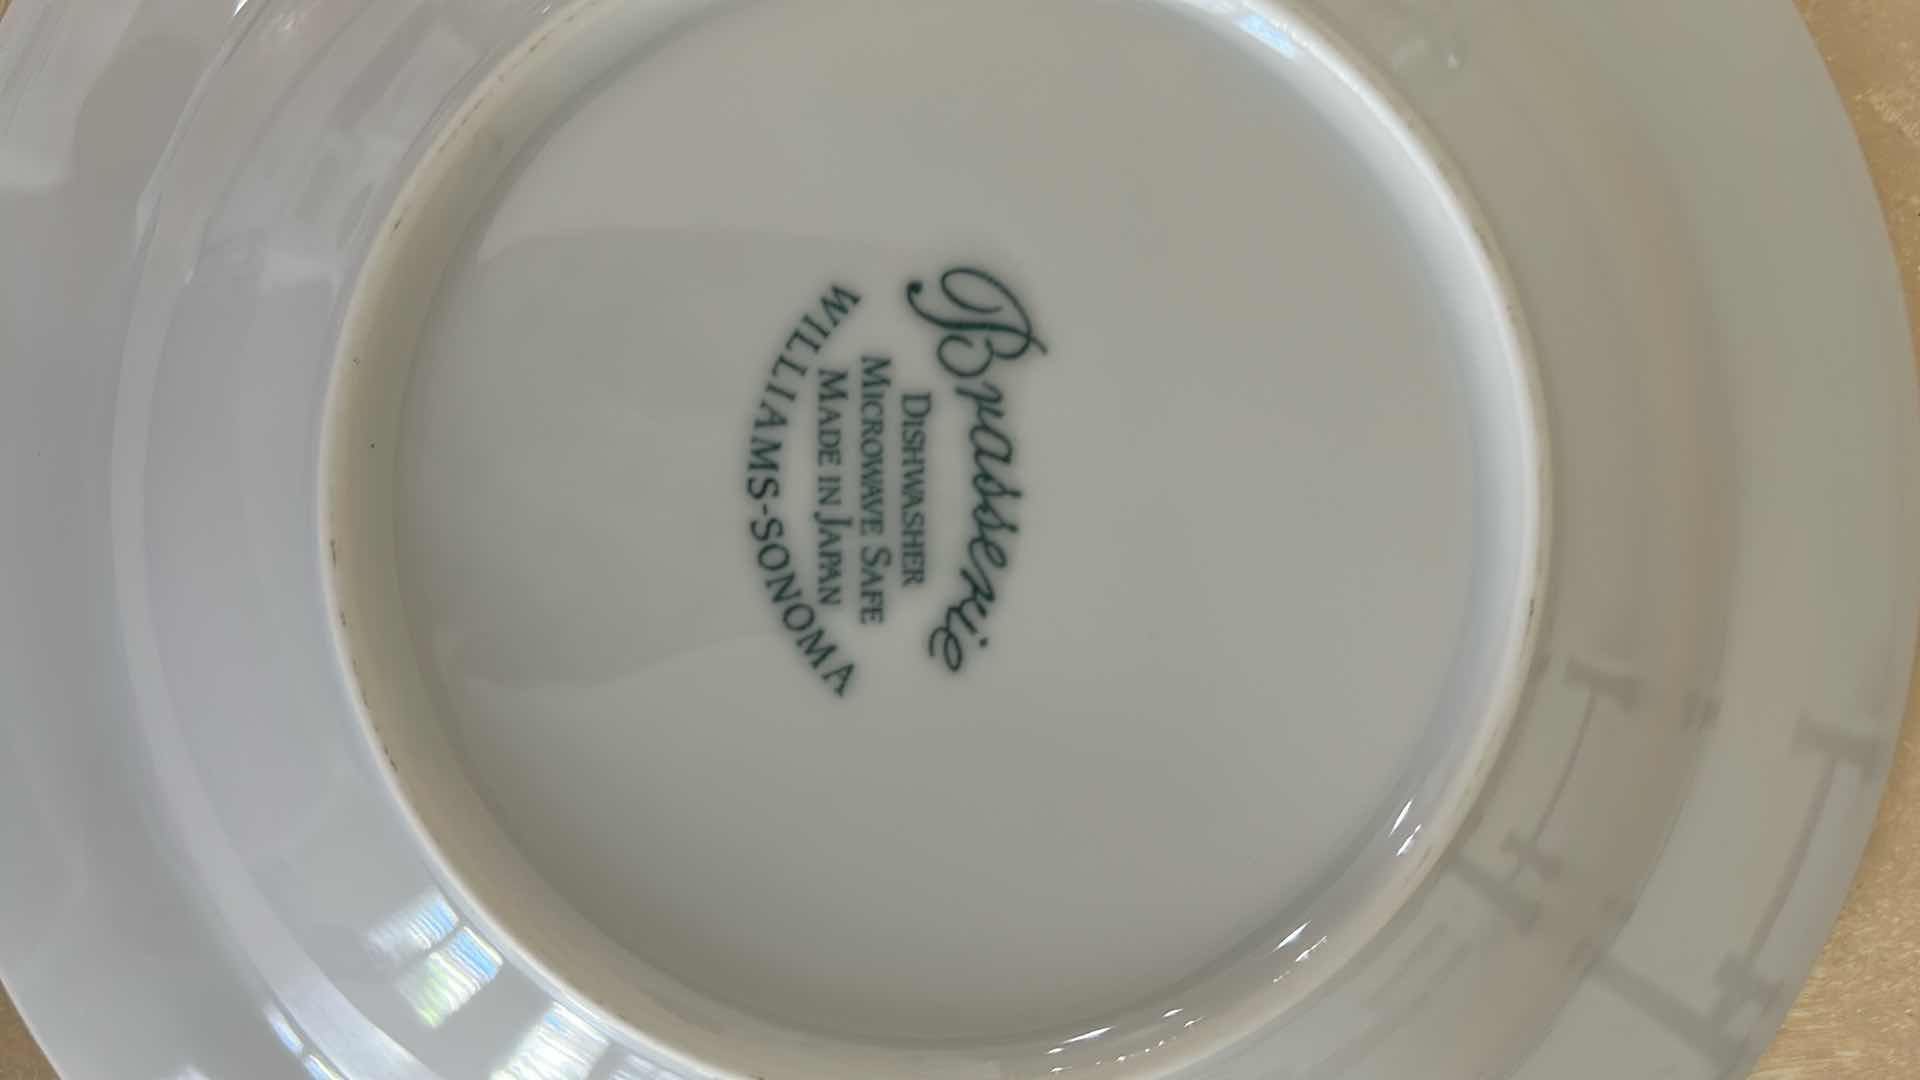 Brasserie
DISHWASHER
MICROWAVE SAFE
MADE IN JAPAN
WILLIAMS-SONOMA